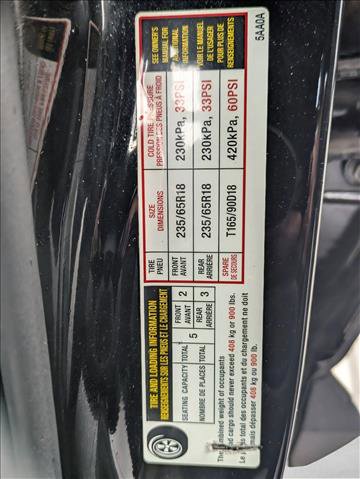 TIRE AND LOADING INFORMATION
RENSEIGNEMENTS SUR LES PNEUS ET LE CHARGEMENT
SEATING CAPACITY TOTAL 5 FRONT 2
NOMBRE DE PLACES TOTAL AVANT
REAR 3
ARRIÈRE
The combined weight of occupants
and cargo should never exceed 408 kg or 900 lbs.
Le total des occupants et du chargement ne doit
jamais dépasser 408 kg ou 900 lb.
TIRE SIZE COLD TIRE PRESSURE
PNEU DIMENSIONS PRESSION DES PNEUS À FROID
FRONT 235/65R18 230kPa, 33PSI
AVANT
REAR 235/65R18 230kPa, 33PSI
ARRIÈRE
SPARE T165/90D18 420kPa, 60PSI
DE SECOURS
SEE OWNER'S
MANUAL FOR
ADDITIONAL
INFORMATION
VOIR LE MANUEL
DE L'USAGER
POUR PLUS DE
RENSEIGNEMENTS
5AA0A